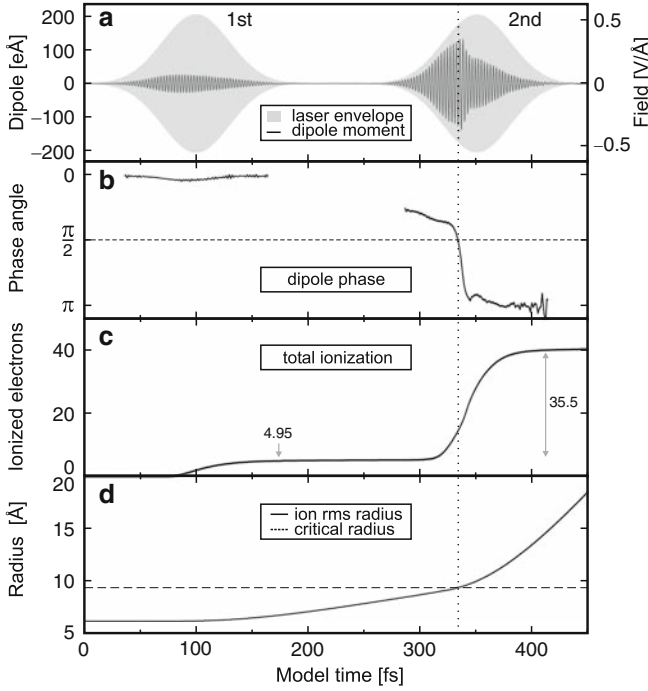 a
1st
2nd
Dipole [eÅ]
200
100
0
−100
−200
0.5
0
−0.5
Field [V/Å]
laser envelope
dipole moment
b
Phase angle
0
π
2
π
dipole phase
c
Ionized electrons
40
20
0
total ionization
4.95
35.5
d
Radius [Å]
20
15
10
5
ion rms radius
critical radius
0
100
200
300
400
Model time [fs]